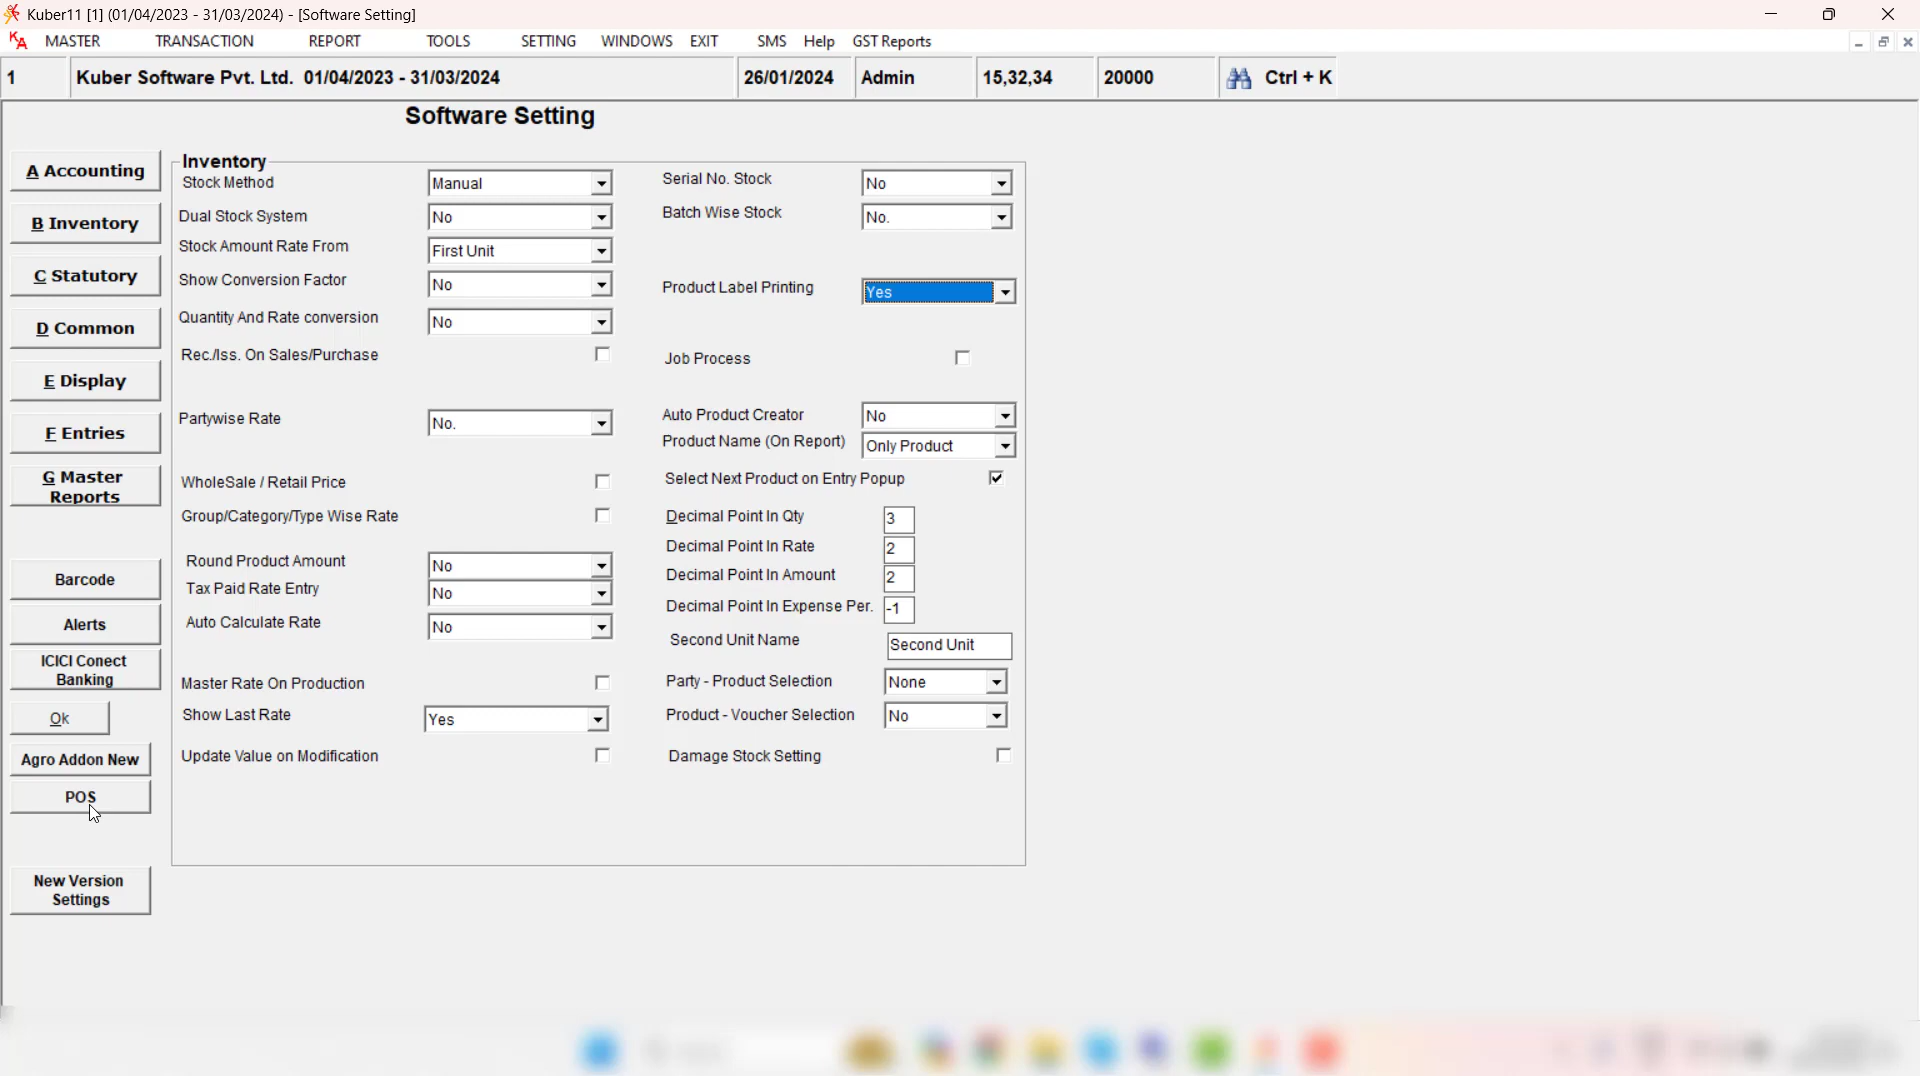 Kuber11 [1] (01/04/2023 - 31/03/2024) - [Software Setting]
KA MASTER TRANSACTION REPORT TOOLS SETTING WINDOWS EXIT SMS Help GST Reports
1 Kuber Software Pvt. Ltd. 01/04/2023 - 31/03/2024 26/01/2024 Admin 15,32,34 20000 Ctrl + K
Software Setting
A Accounting
B Inventory
C Statutory
D Common
E Display
F Entries
G Master
Reports
Barcode
Alerts
ICICI Conect
Banking
Ok
Agro Addon New
POS
New Version
Settings
Inventory
Stock Method Manual
Dual Stock System No
Stock Amount Rate From First Unit
Show Conversion Factor No
Quantity And Rate conversion No
Rec./Iss. On Sales/Purchase
Partywise Rate No.
WholeSale / Retail Price
Group/Category/Type Wise Rate
Round Product Amount No
Tax Paid Rate Entry No
Auto Calculate Rate No
Master Rate On Production
Show Last Rate Yes
Update Value on Modification
Serial No. Stock No
Batch Wise Stock No.
Product Label Printing Yes
Job Process
Auto Product Creator No
Product Name (On Report) Only Product
Select Next Product on Entry Popup
Decimal Point In Qty 3
Decimal Point In Rate 2
Decimal Point In Amount 2
Decimal Point In Expense Per. -1
Second Unit Name Second Unit
Party - Product Selection None
Product - Voucher Selection No
Damage Stock Setting